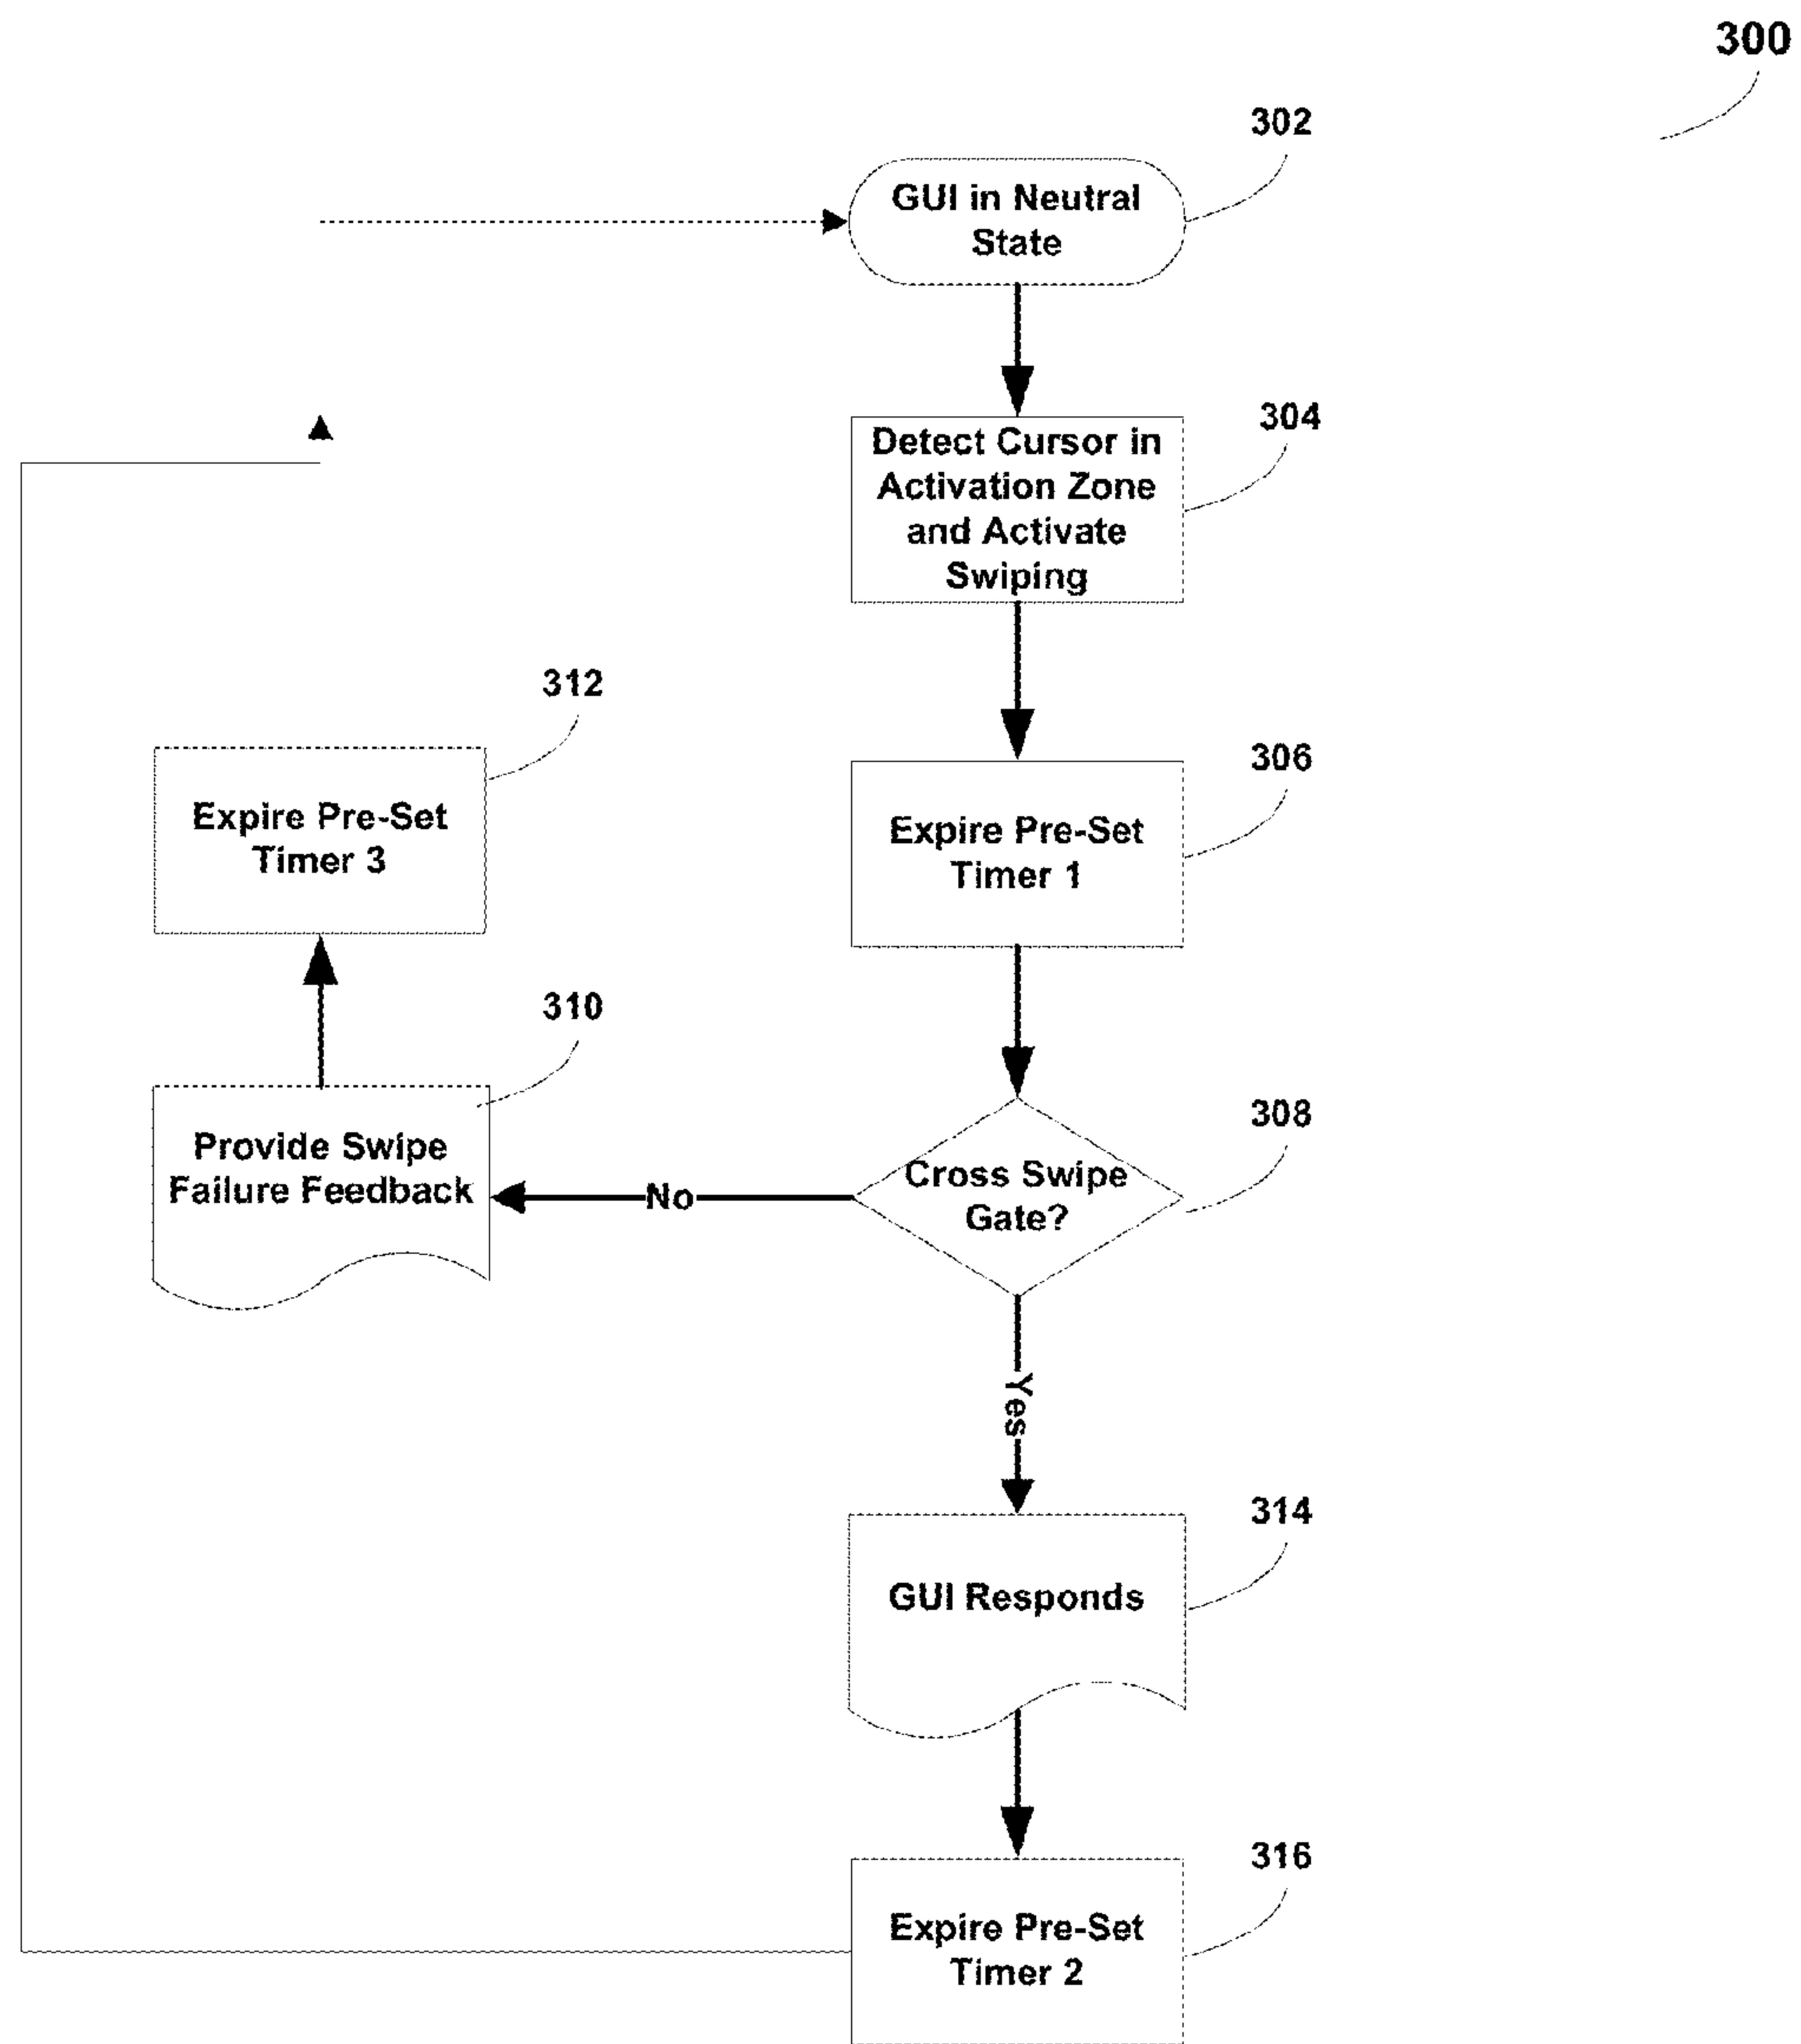 300
302
GUI in Neutral
State
304
Detect Cursor in
Activation Zone
and Activate
Swiping
312
306
Expire Pre-Set
Timer 3
Expire Pre-Set
Timer 1
310
308
Provide Swipe
Failure Feedback
No
Cross Swipe
Gate?
Yes
314
GUI Responds
316
Expire Pre-Set
Timer 2